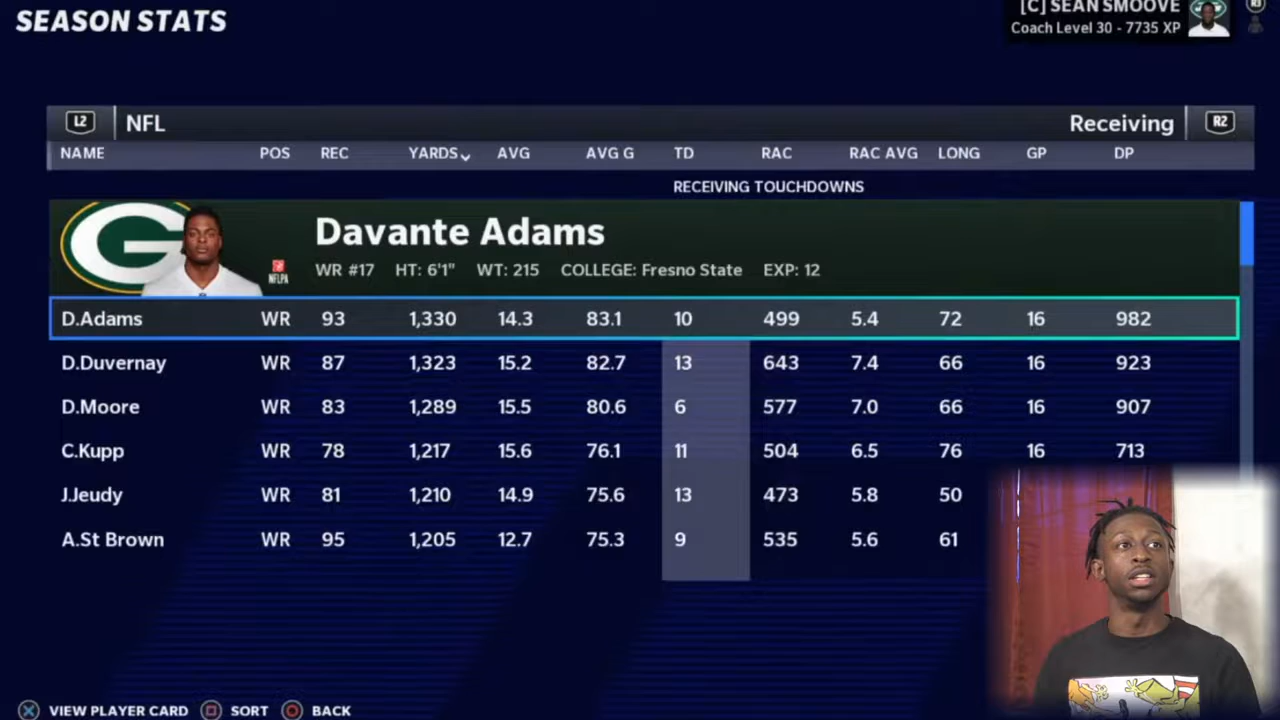 SEASON STATS
[C] SEAN SMOOVE
Coach Level 30 - 7735 XP
R3
L2 NFL Receiving R2
NAME POS REC YARDS AVG AVG G TD RAC RAC AVG LONG GP DP
RECEIVING TOUCHDOWNS
G
Davante Adams
NFLPA WR #17 HT: 6'1" WT: 215 COLLEGE: Fresno State EXP: 12
D.Adams WR 93 1,330 14.3 83.1 10 499 5.4 72 16 982
D.Duvernay WR 87 1,323 15.2 82.7 13 643 7.4 66 16 923
D.Moore WR 83 1,289 15.5 80.6 6 577 7.0 66 16 907
C.Kupp WR 78 1,217 15.6 76.1 11 504 6.5 76 16 713
J.Jeudy WR 81 1,210 14.9 75.6 13 473 5.8 50
A.St Brown WR 95 1,205 12.7 75.3 9 535 5.6 61
VIEW PLAYER CARD SORT BACK